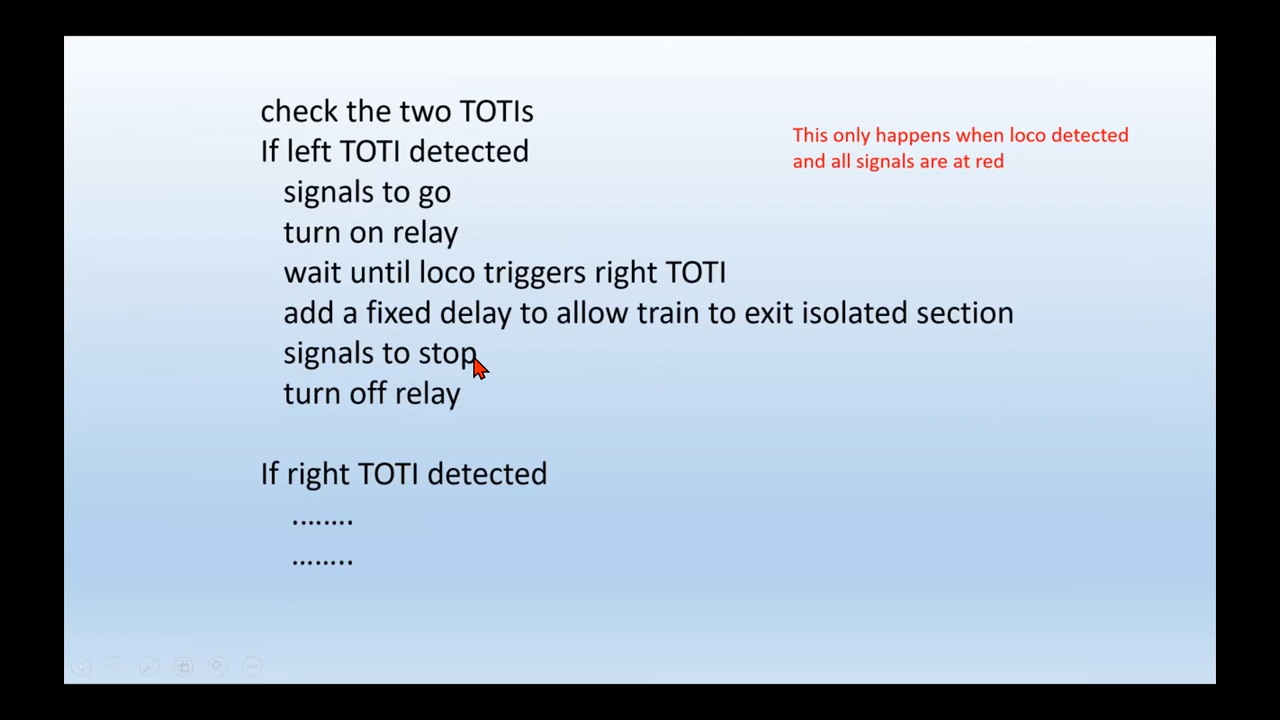 check the two TOTIs
If left TOTI detected
signals to go
turn on relay
wait until loco triggers right TOTI
add a fixed delay to allow train to exit isolated section
signals to stop
turn off relay
If right TOTI detected
........
........
This only happens when loco detected
and all signals are at red